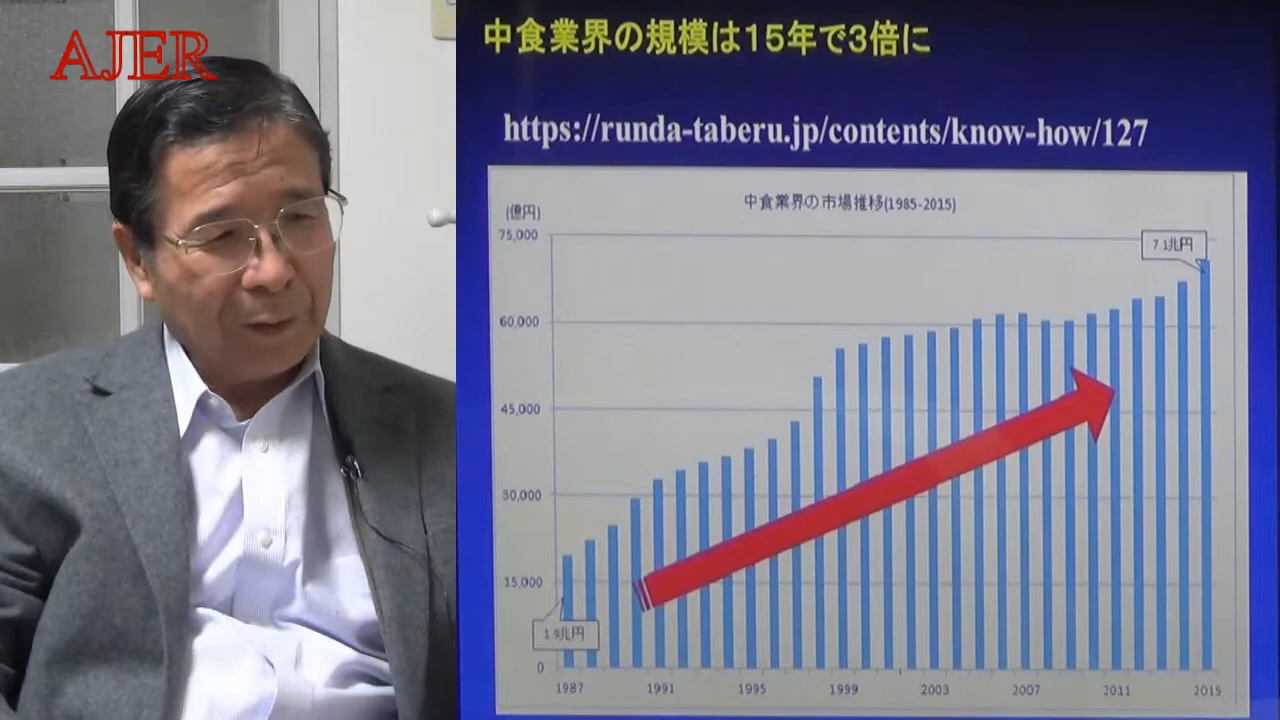 AJER
中食業界の規模は15年で3倍に
https://runda-taberu.jp/contents/know-how/127
中食業界の市場推移(1985-2015)
(億円)
75,000
7.1兆円
60,000
45,000
30,000
15,000
1.9兆円
0
1987 1991 1995 1999 2003 2007 2011 2015